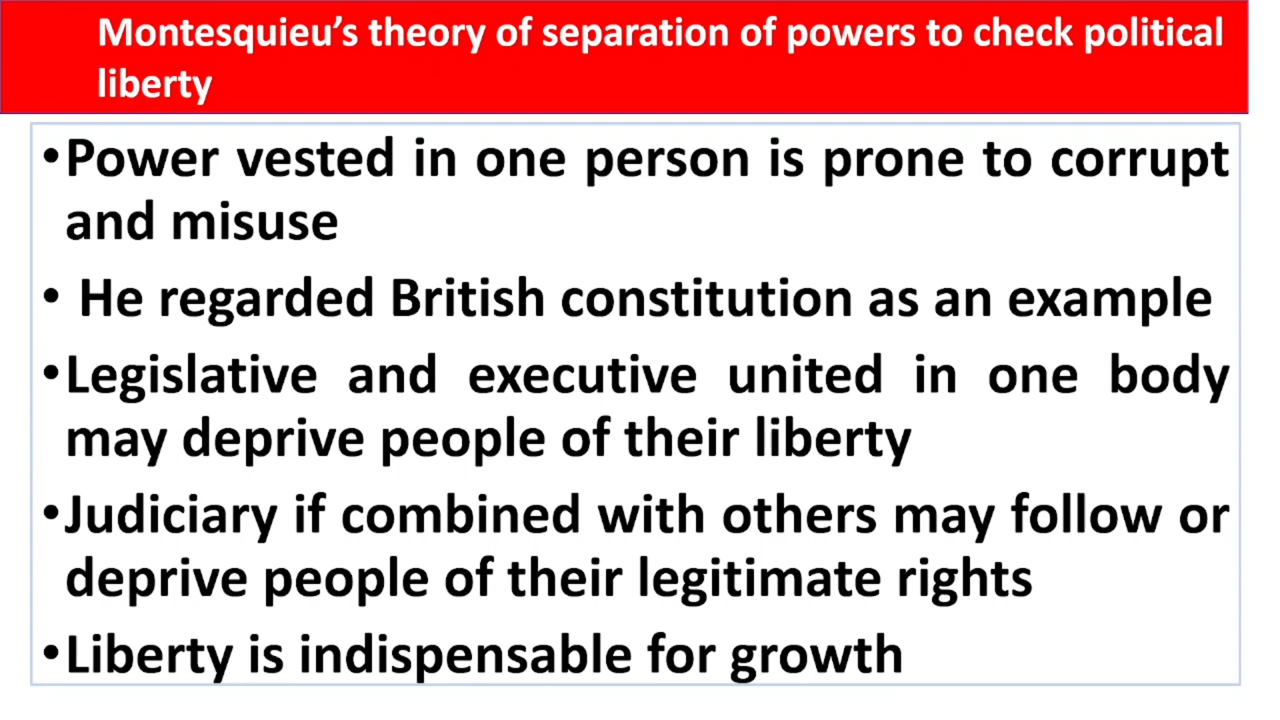 Montesquieu’s theory of separation of powers to check political
liberty
•Power vested in one person is prone to corrupt
and misuse
• He regarded British constitution as an example
•Legislative and executive united in one body
may deprive people of their liberty
•Judiciary if combined with others may follow or
deprive people of their legitimate rights
•Liberty is indispensable for growth